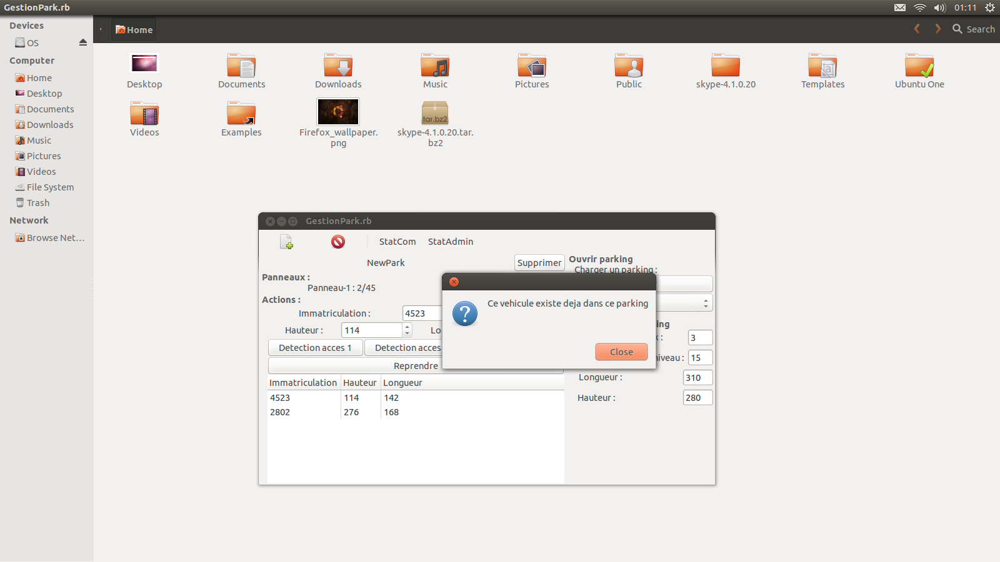 GestionPark.rb
01:11
Devices
OS
Computer
Home
Desktop
Documents
Downloads
Music
Pictures
Videos
File System
Trash
Network
Browse Net...
Home
Search
Desktop
Documents
Downloads
Music
Pictures
Public
skype-4.1.0.20
Templates
Ubuntu One
Videos
Examples
Firefox_wallpaper.
png
tar.bz2
skype-4.1.0.20.tar.
bz2
GestionPark.rb
StatCom StatAdmin
NewPark
Supprimer
Ouvrir parking
Charger un parking :
Panneaux :
Panneau-1 : 2/45
Actions :
Immatriculation : 4523
Hauteur : 114
Detection acces 1
Detection acces
Reprendre
Immatriculation Hauteur Longueur
4523 114 142
2802 276 168
Ce vehicule existe deja dans ce parking
Close
3
15
Longueur : 310
Hauteur : 280